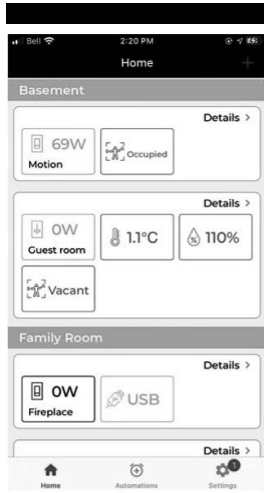 Bell 2:20 PM
Home
Basement
Details >
69W
Motion
Occupied
Details >
0W
Guest room
1.1°C
110%
Vacant
Family Room
Details >
0W
Fireplace
USB
Details >
1
Home Automations Settings